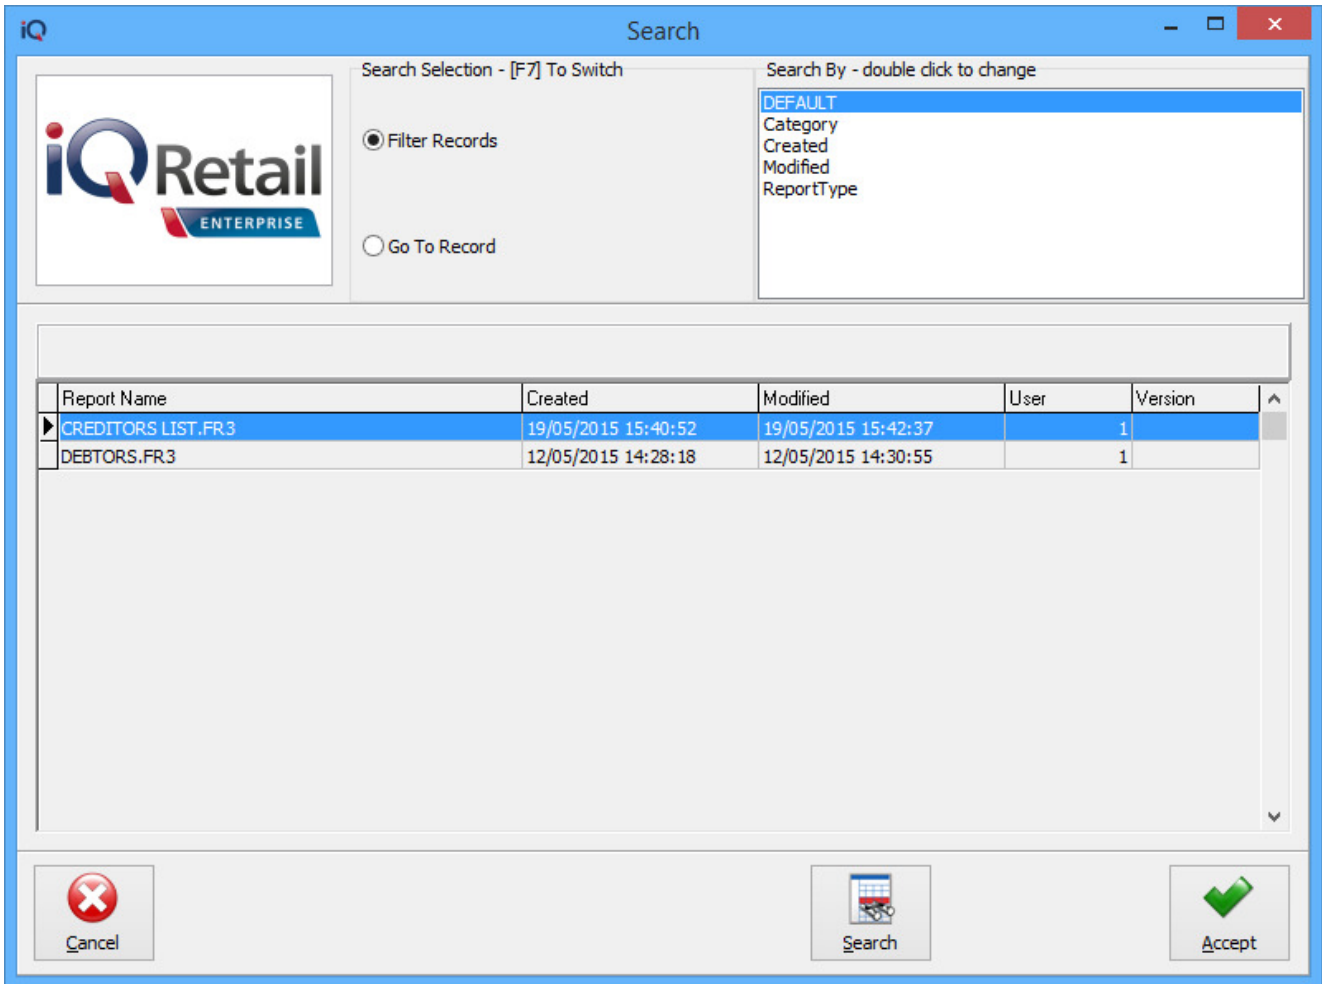 iQ
Search
Search Selection - [F7] To Switch
Search By - double click to change
iQRetail
ENTERPRISE
Filter Records
Go To Record
DEFAULT
Category
Created
Modified
ReportType
Report Name Created Modified User Version
CREDITORS LIST.FR3 19/05/2015 15:40:52 19/05/2015 15:42:37 1
DEBTORS.FR3 12/05/2015 14:28:18 12/05/2015 14:30:55 1
Cancel
Search
Accept